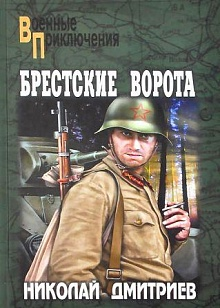 Военные
Приключения
БРЕСТСКИЕ ВОРОТА
НИКОЛАЙ ДМИТРИЕВ